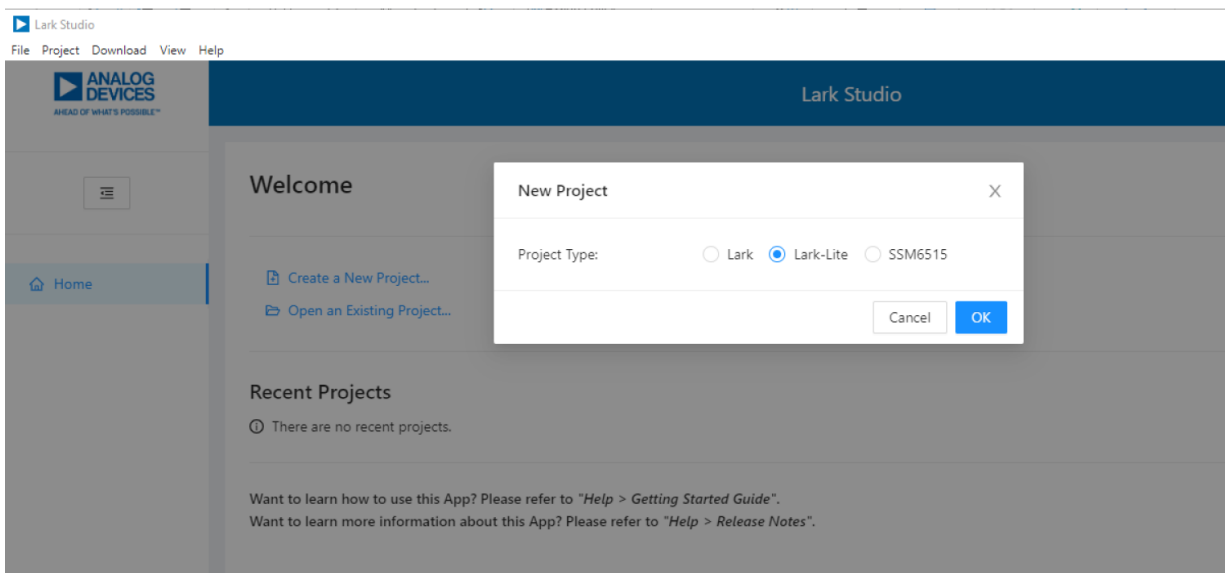 Lark Studio
File Project Download View Help
ANALOG
DEVICES
AHEAD OF WHAT'S POSSIBLE™
Lark Studio
Welcome
New Project
Project Type: Lark Lark-Lite SSM6515
Cancel OK
Home
Create a New Project...
Open an Existing Project...
Recent Projects
There are no recent projects.
Want to learn how to use this App? Please refer to "Help > Getting Started Guide".
Want to learn more information about this App? Please refer to "Help > Release Notes".